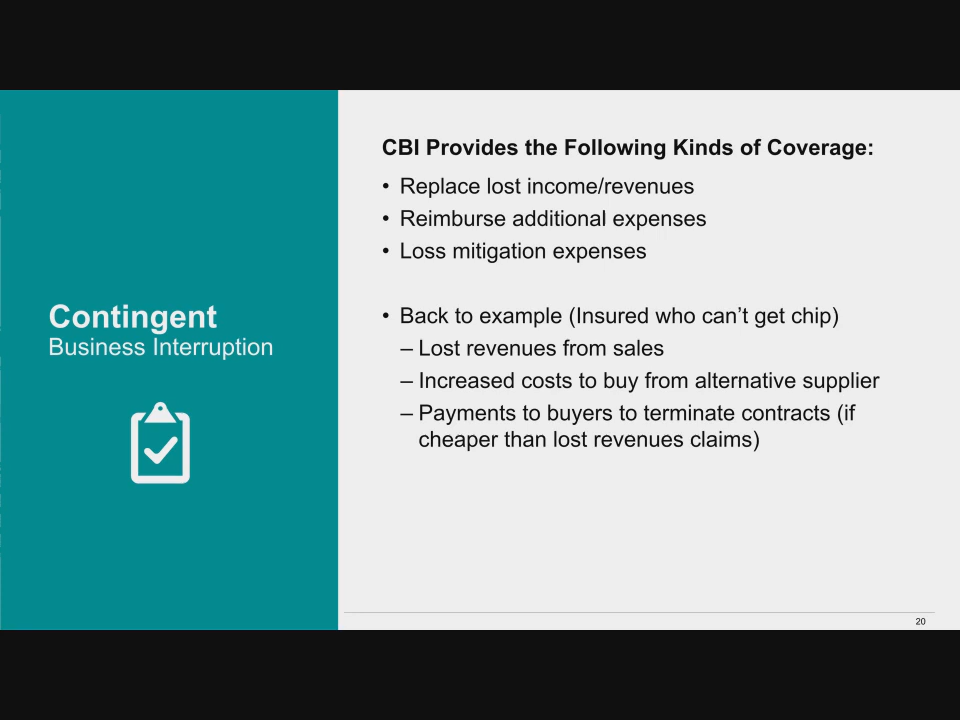 Contingent
Business Interruption
CBI Provides the Following Kinds of Coverage:
• Replace lost income/revenues
• Reimburse additional expenses
• Loss mitigation expenses
• Back to example (Insured who can’t get chip)
– Lost revenues from sales
– Increased costs to buy from alternative supplier
– Payments to buyers to terminate contracts (if
cheaper than lost revenues claims)
20